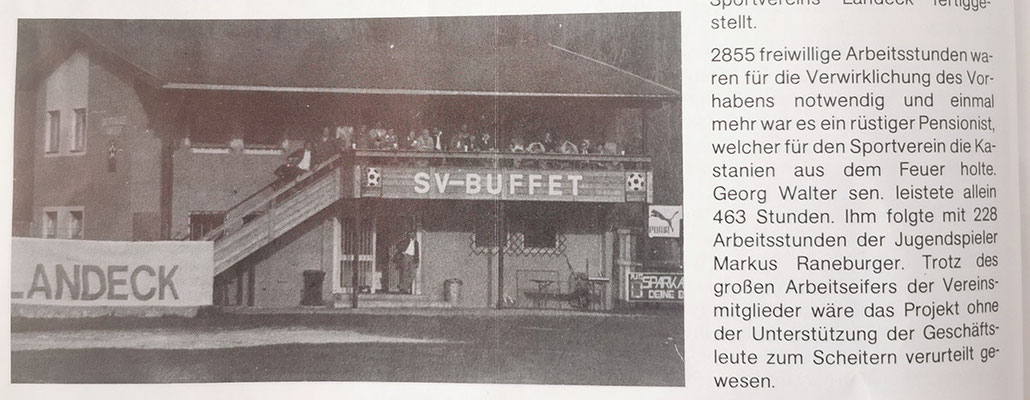 SV-BUFFET
LANDECK
PUMA
SPARKA
DEINE
Sportvereins Landeck fertigge-
stellt.
2855 freiwillige Arbeitsstunden wa-
ren für die Verwirklichung des Vor-
habens notwendig und einmal
mehr war es ein rüstiger Pensionist,
welcher für den Sportverein die Ka-
stanien aus dem Feuer holte.
Georg Walter sen. leistete allein
463 Stunden. Ihm folgte mit 228
Arbeitsstunden der Jugendspieler
Markus Raneburger. Trotz des
großen Arbeitseifers der Vereins-
mitglieder wäre das Projekt ohne
der Unterstützung der Geschäfts-
leute zum Scheitern verurteilt ge-
wesen.